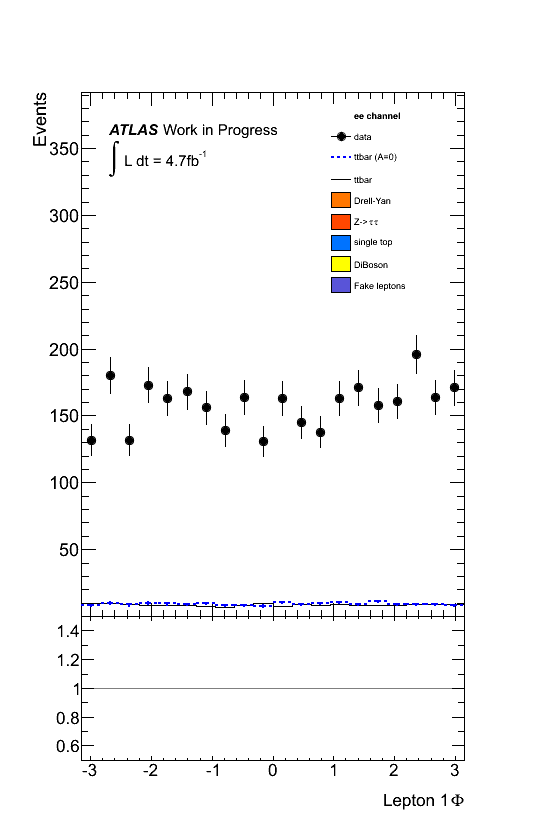 Events
ATLAS Work in Progress
∫ L dt = 4.7fb⁻¹
ee channel
data
ttbar (A=0)
ttbar
Drell-Yan
Z->ττ
single top
DiBoson
Fake leptons
350
300
250
200
150
100
50
1.4
1.2
1
0.8
0.6
-3 -2 -1 0 1 2 3
Lepton 1 Φ